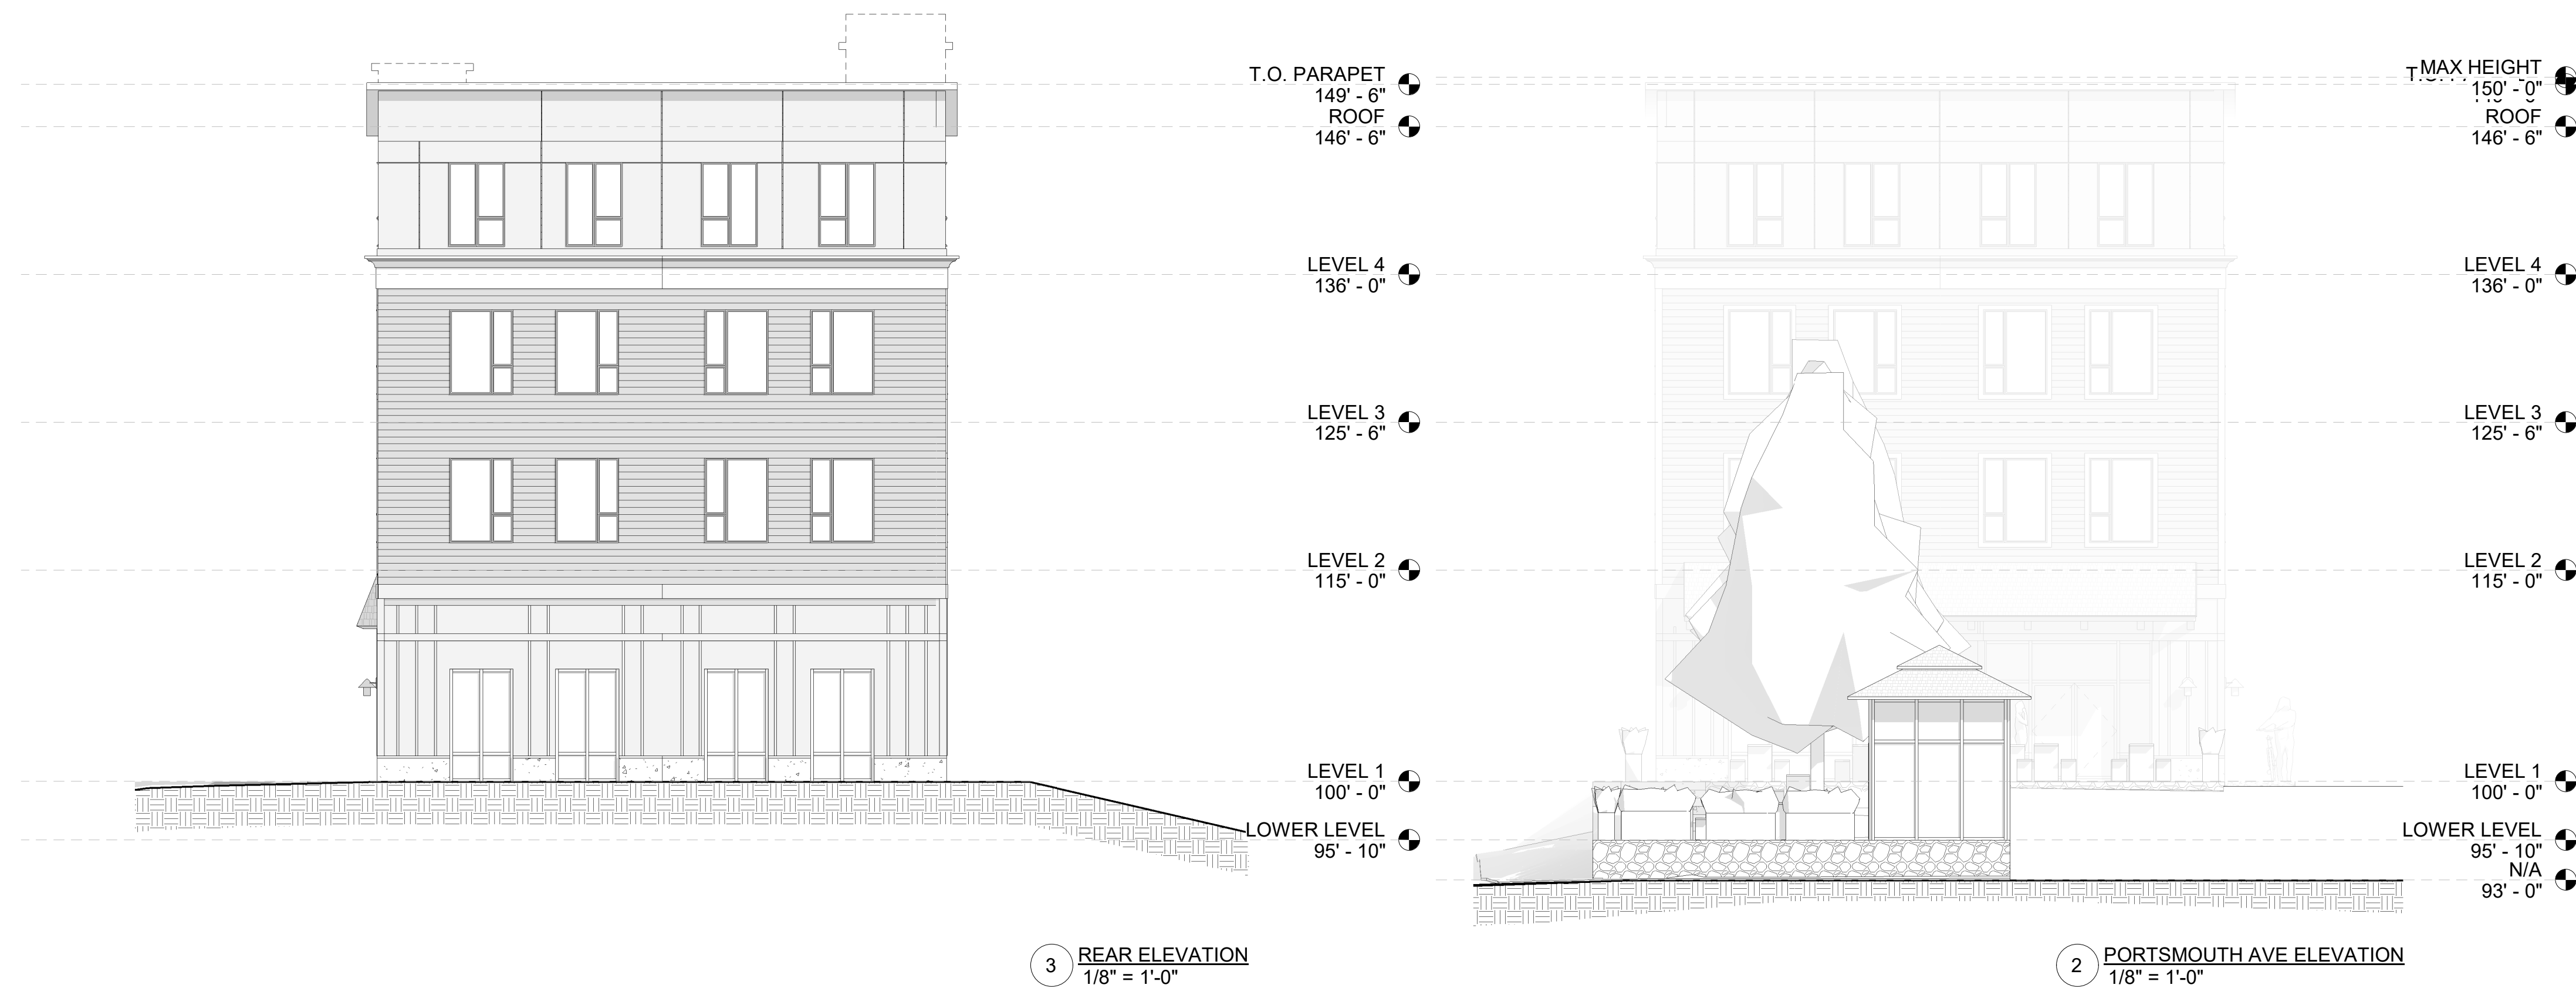 T.O. PARAPET
149' - 6"
ROOF
146' - 6"
LEVEL 4
136' - 0"
LEVEL 3
125' - 6"
LEVEL 2
115' - 0"
LEVEL 1
100' - 0"
LOWER LEVEL
95' - 10"
3
REAR ELEVATION
1/8" = 1'-0"
MAX HEIGHT
150' - 0"
ROOF
146' - 6"
LEVEL 4
136' - 0"
LEVEL 3
125' - 6"
LEVEL 2
115' - 0"
LEVEL 1
100' - 0"
LOWER LEVEL
95' - 10"
N/A
93' - 0"
2
PORTSMOUTH AVE ELEVATION
1/8" = 1'-0"